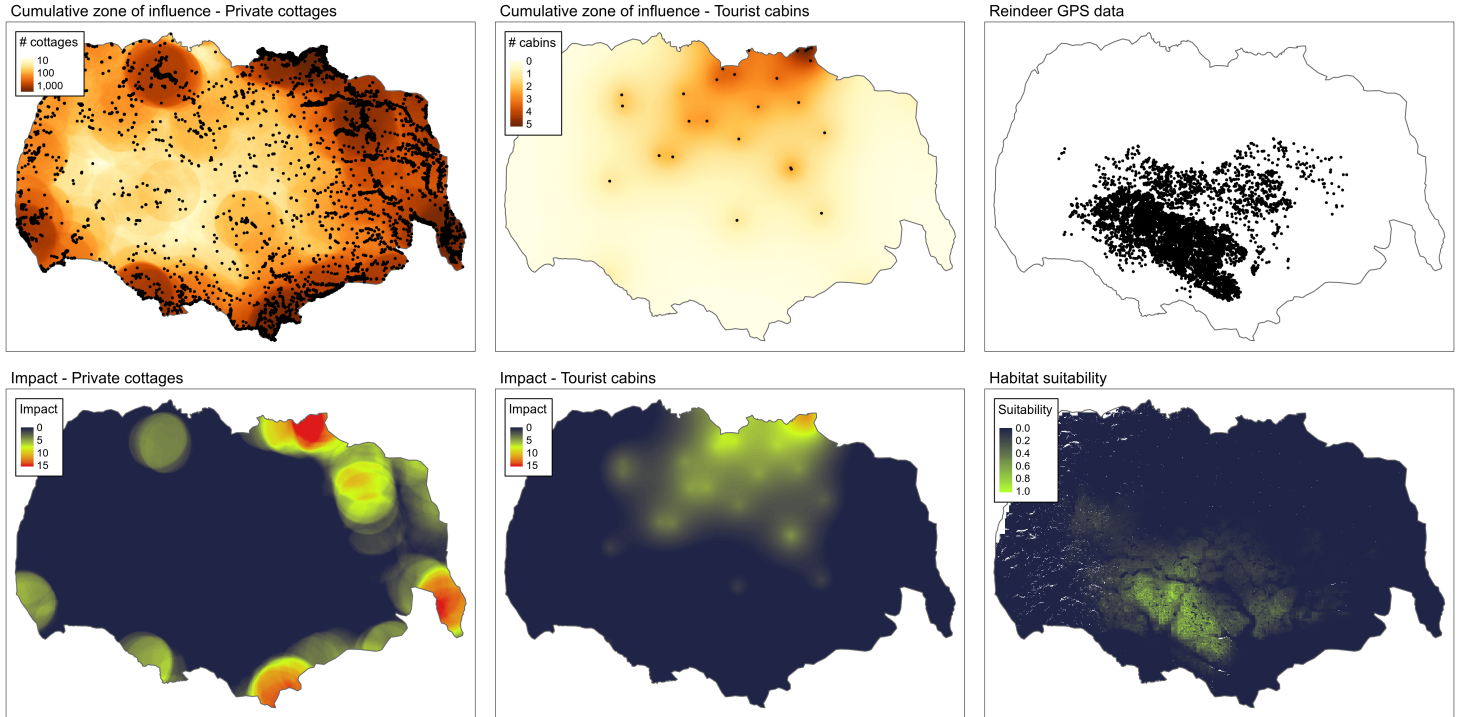 Cumulative zone of influence - Private cottages
# cottages
10
100
1,000
Cumulative zone of influence - Tourist cabins
# cabins
0
1
2
3
4
5
Reindeer GPS data
Impact - Private cottages
Impact
0
5
10
15
Impact - Tourist cabins
Impact
0
5
10
15
Habitat suitability
Suitability
0.0
0.2
0.4
0.6
0.8
1.0